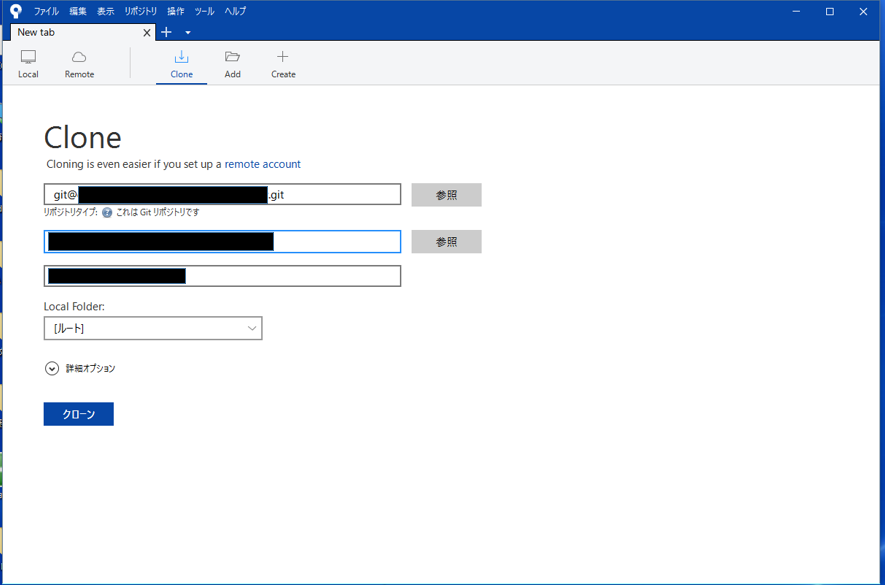 ファイル 編集 表示 リポジトリ 操作 ツール ヘルプ
New tab
Local Remote Clone Add Create
Clone
Cloning is even easier if you set up a remote account
git@ .git 参照
リポジトリタイプ: ? これは Git リポジトリです
参照
Local Folder:
[ルート]
詳細オプション
クローン